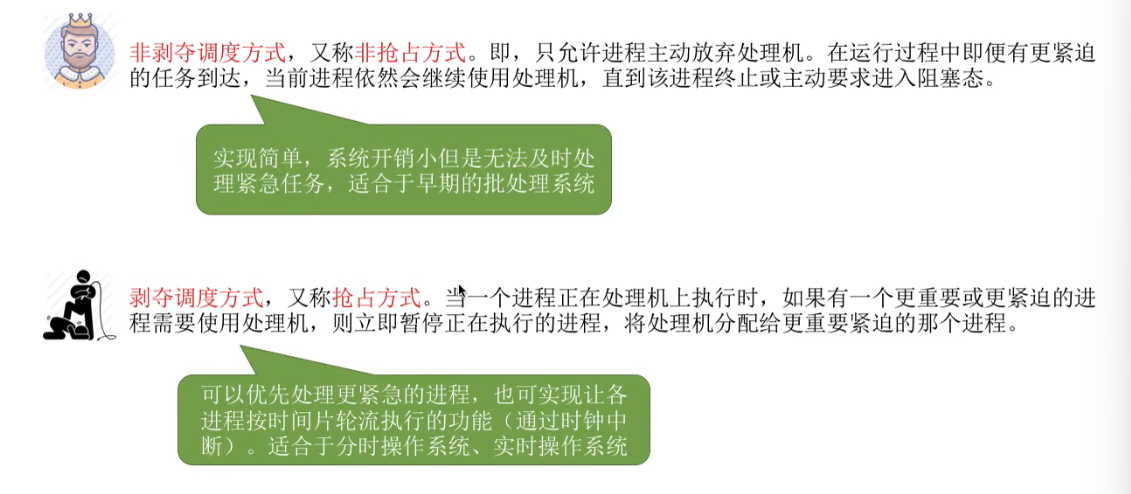 非剥夺调度方式，又称非抢占方式。即，只允许进程主动放弃处理机。在运行过程中即便有更紧迫
的任务到达，当前进程依然会继续使用处理机，直到该进程终止或主动要求进入阻塞态。
实现简单，系统开销小但是无法及时处
理紧急任务，适合于早期的批处理系统
剥夺调度方式，又称抢占方式。当一个进程正在处理机上执行时，如果有一个更重要或更紧迫的进
程需要使用处理机，则立即暂停正在执行的进程，将处理机分配给更重要紧迫的那个进程。
可以优先处理更紧急的进程，也可实现让各
进程按时间片轮流执行的功能（通过时钟中
断）。适合于分时操作系统、实时操作系统